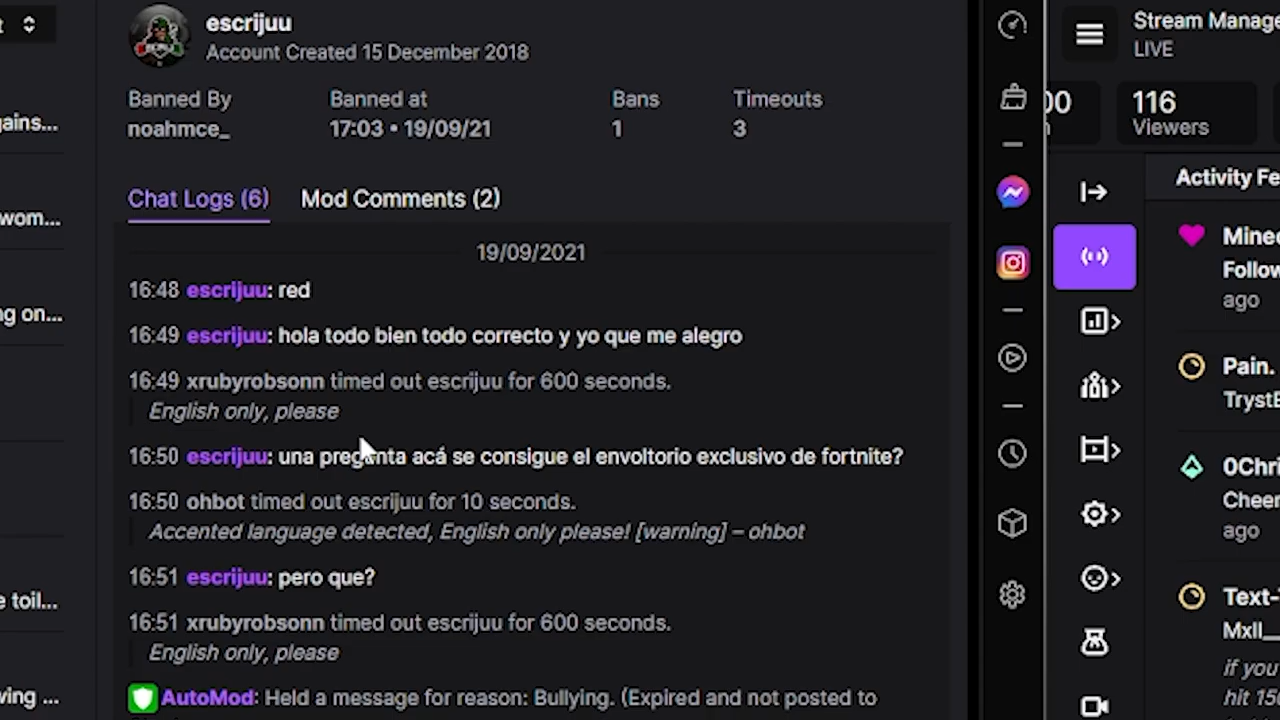 escrijuu
Account Created 15 December 2018
Banned By
noahmce_
Banned at
17:03 • 19/09/21
Bans
1
Timeouts
3
Chat Logs (6)
Mod Comments (2)
19/09/2021
16:48 escrijuu: red
16:49 escrijuu: hola todo bien todo correcto y yo que me alegro
16:49 xrubyrobsonn timed out escrijuu for 600 seconds.
English only, please
16:50 escrijuu: una pregunta acá se consigue el envoltorio exclusivo de fortnite?
16:50 ohbot timed out escrijuu for 10 seconds.
Accented language detected, English only please! [warning] – ohbot
16:51 escrijuu: pero que?
16:51 xrubyrobsonn timed out escrijuu for 600 seconds.
English only, please
AutoMod: Held a message for reason: Bullying. (Expired and not posted to
Stream Manage
LIVE
116
Viewers
Activity Fe
Follow
ago
Pain.
Cheer
ago
Text-
if you
hit 15